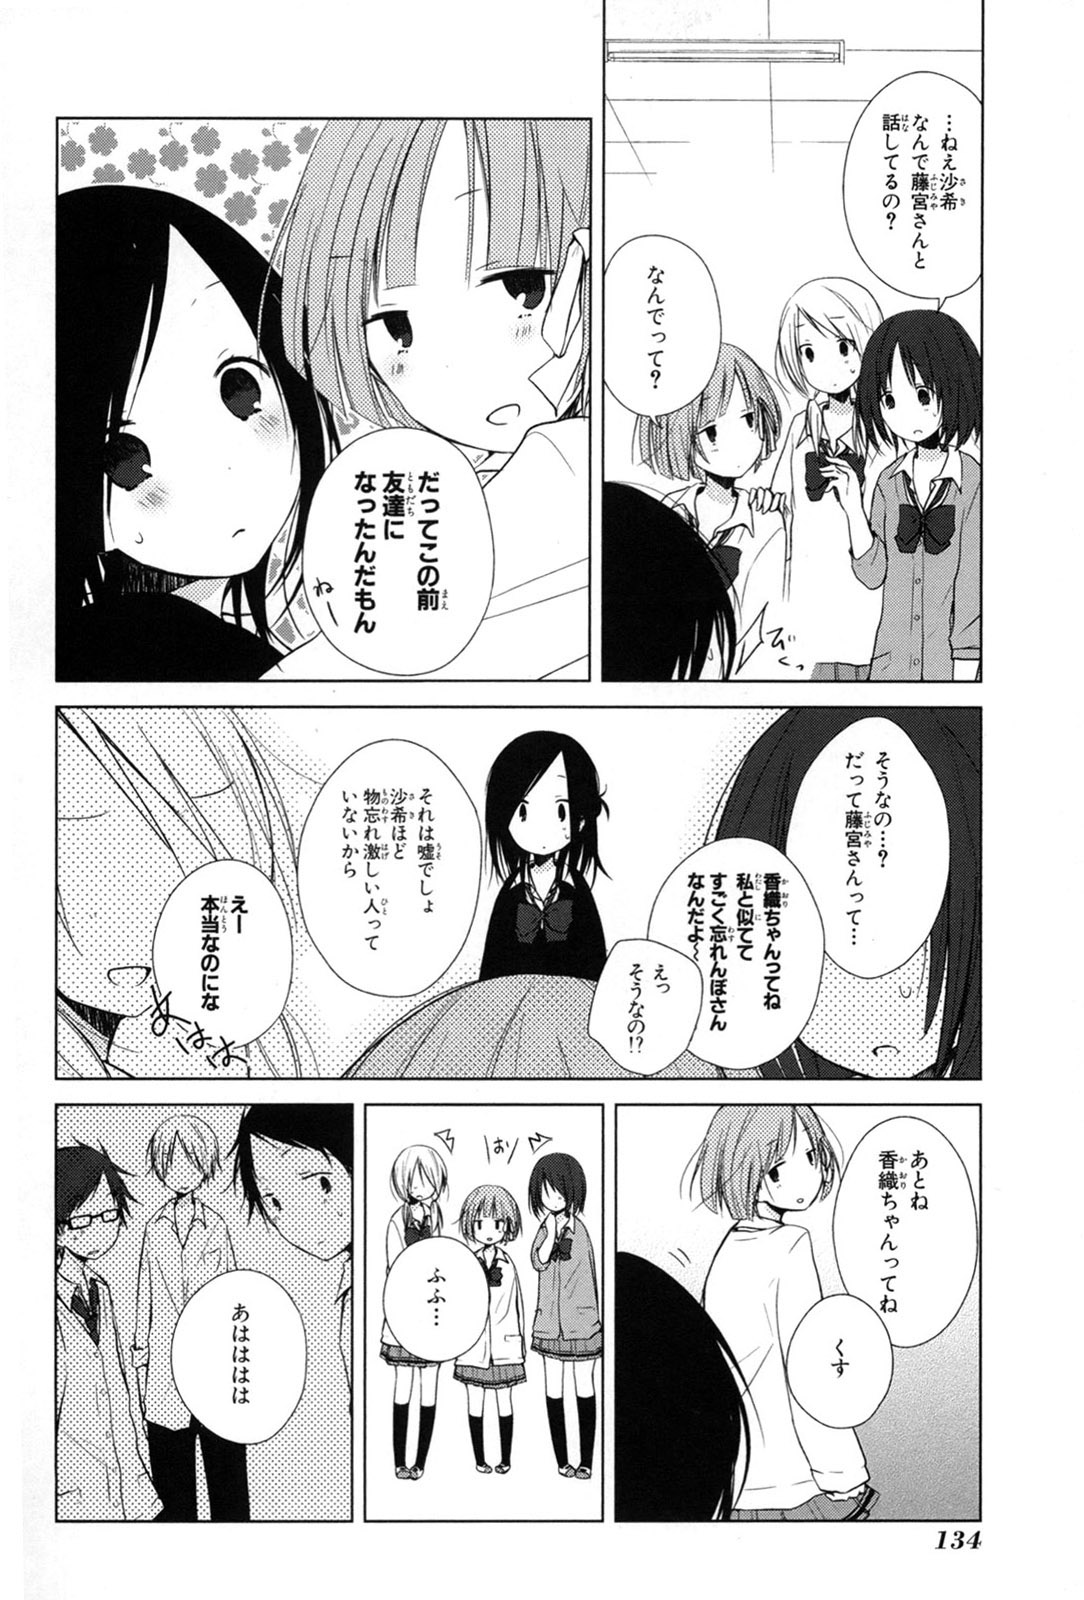 …ねえ沙希
なんで藤宮さんと
話してるの？
なんでって？
びくっ
だってこの前
友達に
なったんだもん
ねー
そうなの…？
だって藤宮さんって…
香織ちゃんってね
私と似てて
すごく忘れんぼさん
なんだよ〜
えっ
そうなの!?
それは嘘でしょ
沙希ほど
物忘れ激しい人って
いないから
えー
本当なのにな
あははは
あとね
香織ちゃんってね
くす
ふふ…
あはははは
134